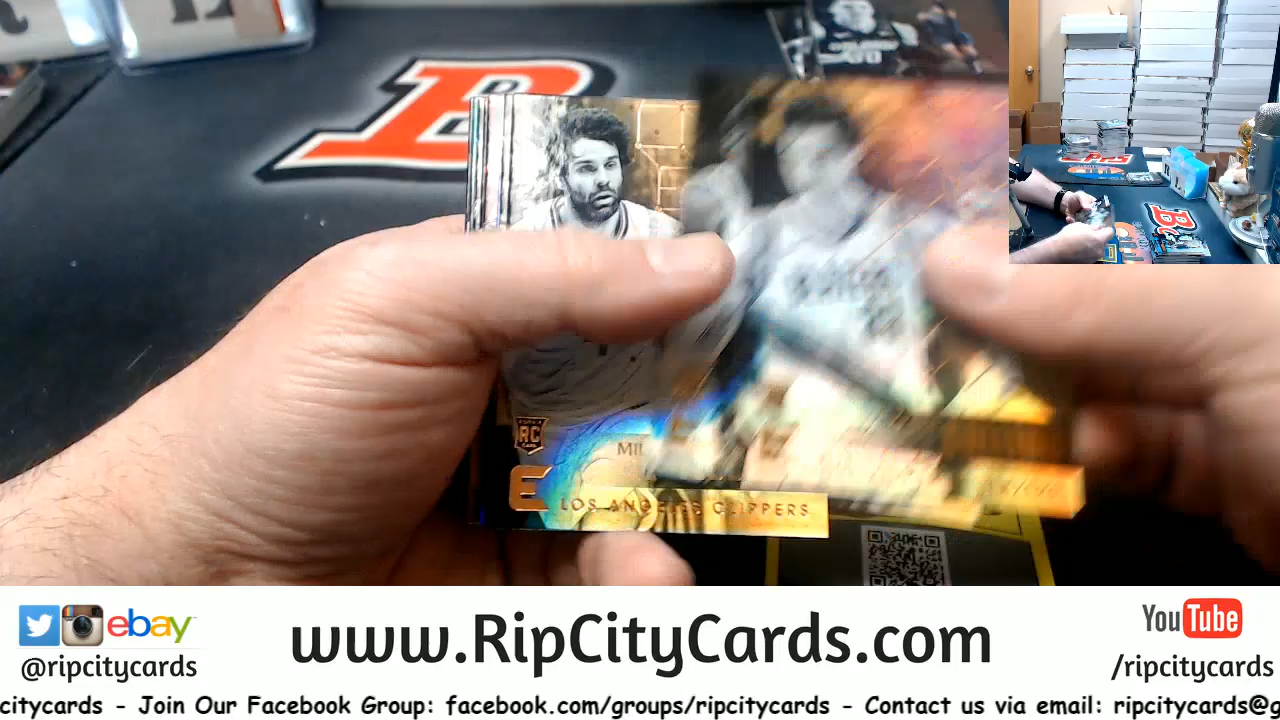 RC
MIL
E
LOS ANGELES CLIPPERS
ebay
@ripcitycards
www.RipCityCards.com
YouTube
/ripcitycards
citycards - Join Our Facebook Group: facebook.com/groups/ripcitycards - Contact us via email: ripcitycards@g